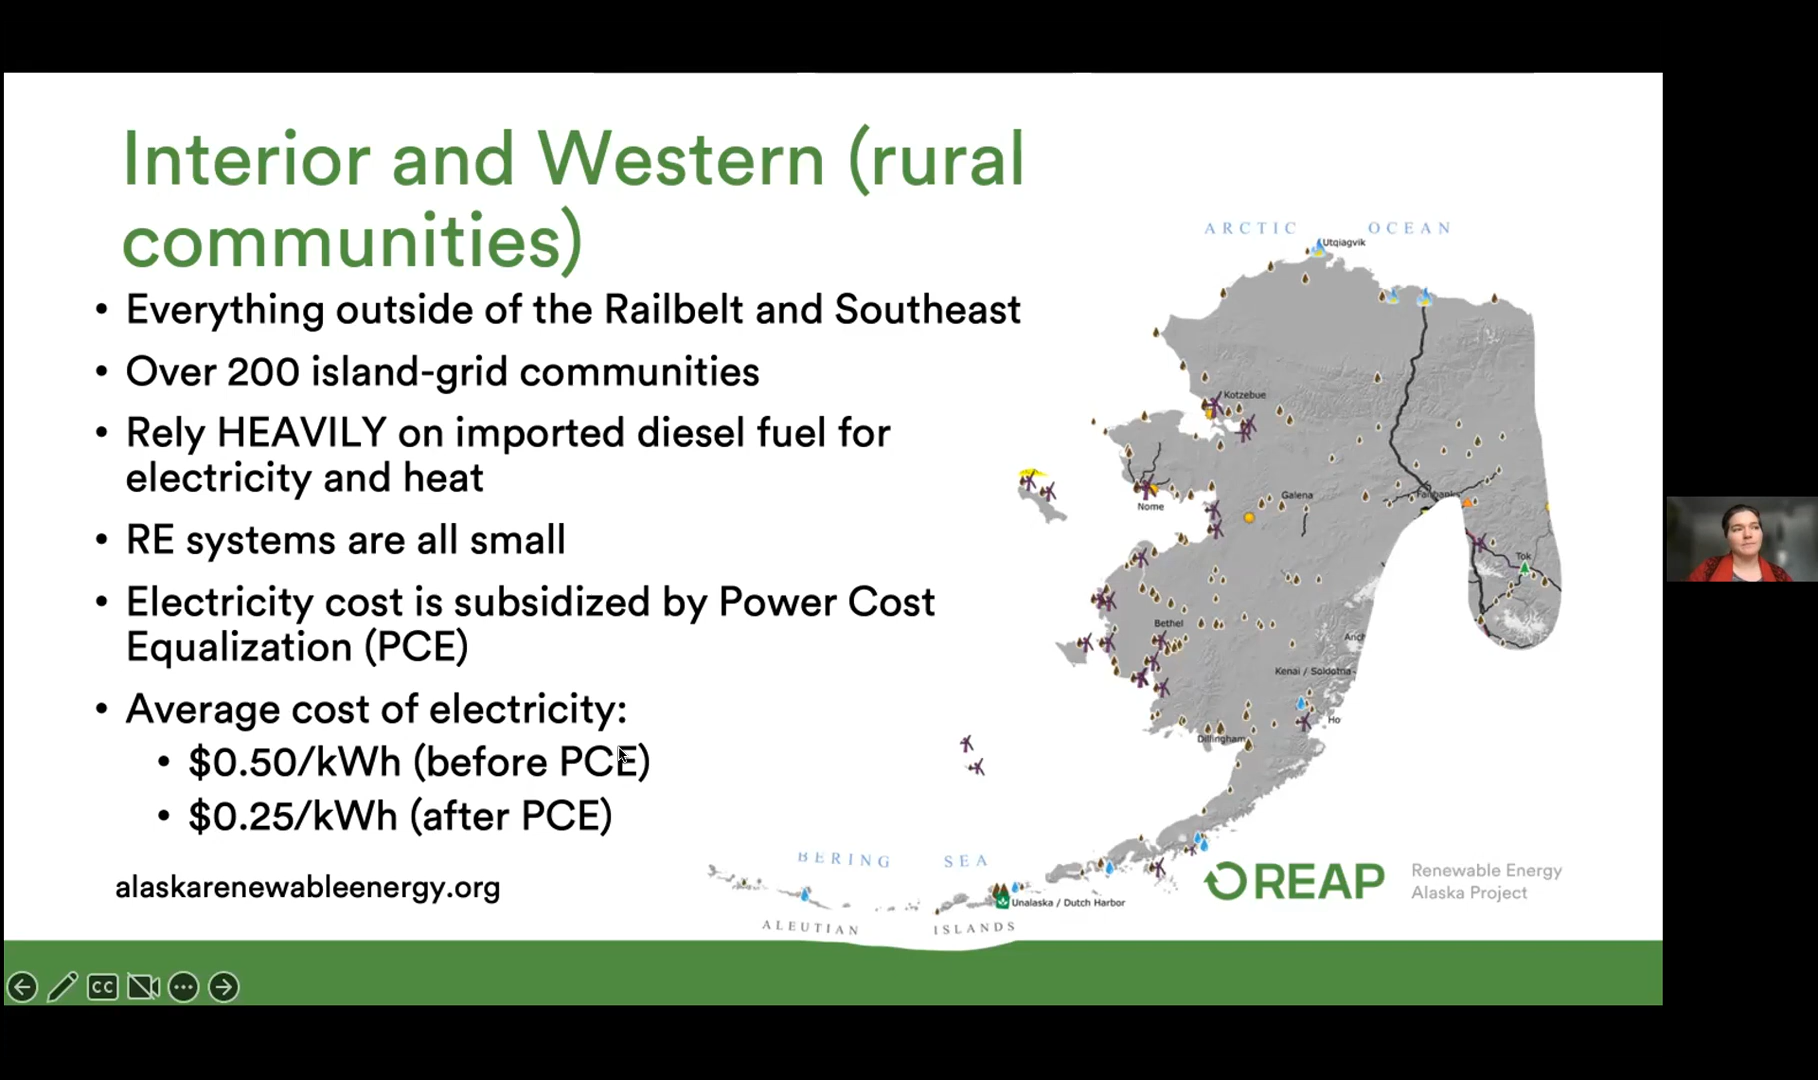 Interior and Western (rural
communities)
• Everything outside of the Railbelt and Southeast
• Over 200 island-grid communities
• Rely HEAVILY on imported diesel fuel for
electricity and heat
• RE systems are all small
• Electricity cost is subsidized by Power Cost
Equalization (PCE)
• Average cost of electricity:
• $0.50/kWh (before PCE)
• $0.25/kWh (after PCE)
alaskarenewableenergy.org
ARCTIC OCEAN
Utqiagvik
Kotzebue
Nome
Galena
Fairbanks
Tok
Bethel
Anch
Kenai / Soldotna
Ho
Dillingham
BERING SEA
Unalaska / Dutch Harbor
ALEUTIAN ISLANDS
REAP
Renewable Energy
Alaska Project
CC